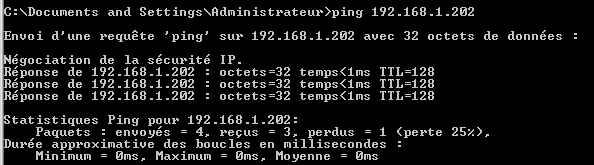 C:\Documents and Settings\Administrateur>ping 192.168.1.202
Envoi d'une requête 'ping' sur 192.168.1.202 avec 32 octets de données :
Négociation de la sécurité IP.
Réponse de 192.168.1.202 : octets=32 temps<1ms TTL=128
Réponse de 192.168.1.202 : octets=32 temps<1ms TTL=128
Réponse de 192.168.1.202 : octets=32 temps<1ms TTL=128
Statistiques Ping pour 192.168.1.202:
Paquets : envoyés = 4, reçus = 3, perdus = 1 (perte 25%),
Durée approximative des boucles en millisecondes :
Minimum = 0ms, Maximum = 0ms, Moyenne = 0ms